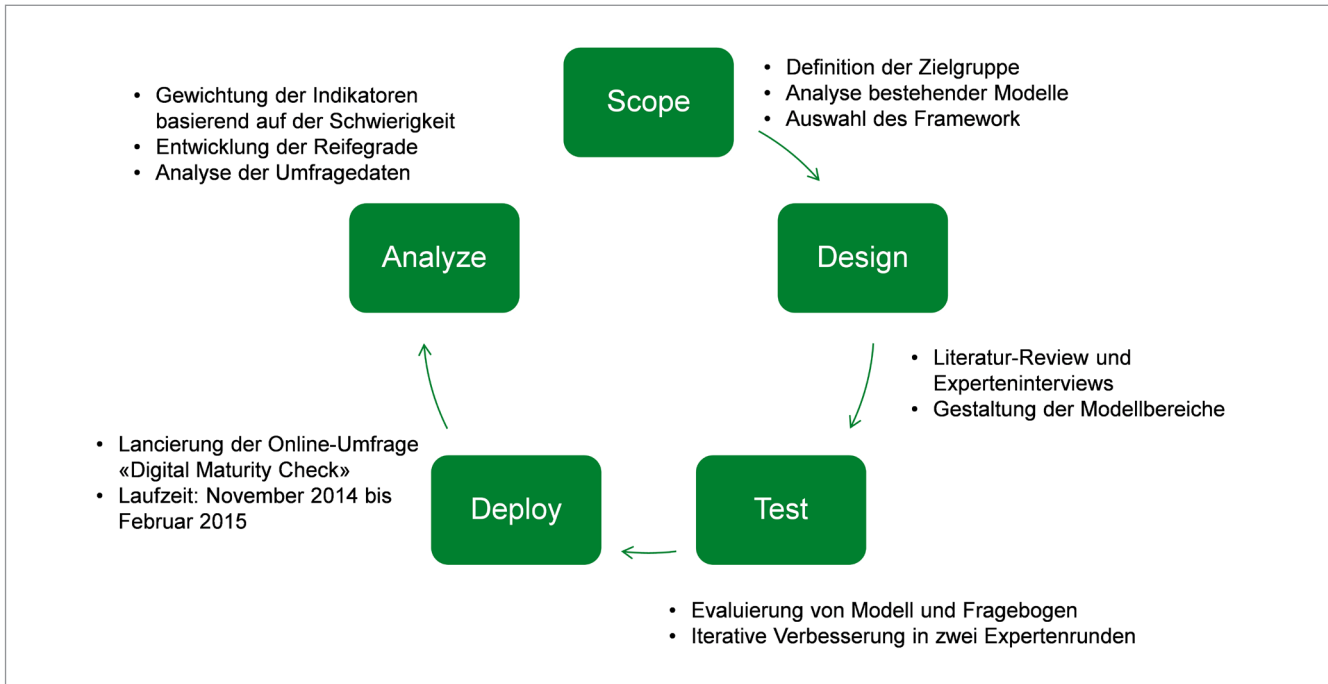 Scope
• Definition der Zielgruppe
• Analyse bestehender Modelle
• Auswahl des Framework
Design
• Literatur-Review und
Experteninterviews
• Gestaltung der Modellbereiche
Test
• Evaluierung von Modell und Fragebogen
• Iterative Verbesserung in zwei Expertenrunden
Deploy
• Lancierung der Online-Umfrage
«Digital Maturity Check»
• Laufzeit: November 2014 bis
Februar 2015
Analyze
• Gewichtung der Indikatoren
basierend auf der Schwierigkeit
• Entwicklung der Reifegrade
• Analyse der Umfragedaten